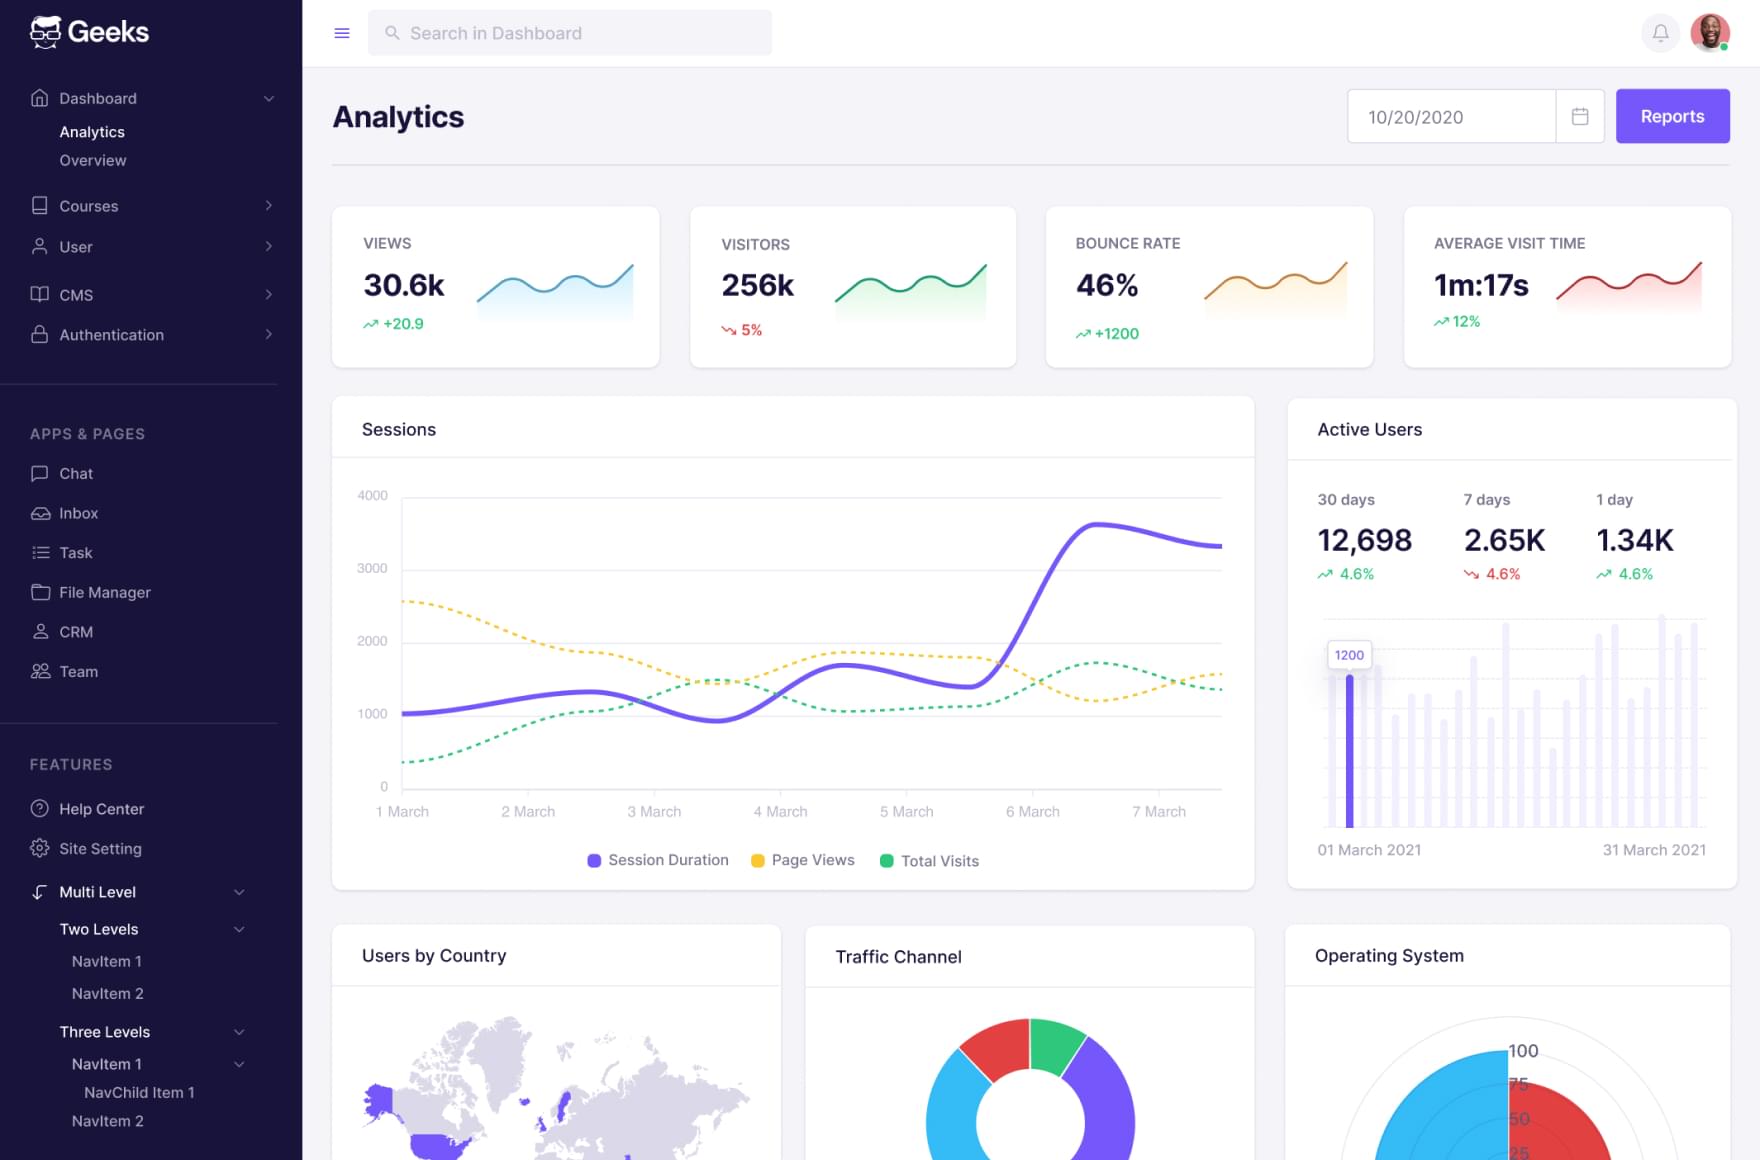 Geeks
Search in Dashboard
Dashboard
Analytics
Overview
Courses
User
CMS
Authentication
APPS & PAGES
Chat
Inbox
Task
File Manager
CRM
Team
FEATURES
Help Center
Site Setting
Multi Level
Two Levels
NavItem 1
NavItem 2
Three Levels
NavItem 1
NavChild Item 1
NavItem 2
Analytics
10/20/2020
Reports
VIEWS
30.6k
+20.9
VISITORS
256k
5%
BOUNCE RATE
46%
+1200
AVERAGE VISIT TIME
1m:17s
12%
Sessions
4000
3000
2000
1000
0
1 March 2 March 3 March 4 March 5 March 6 March 7 March
Session Duration Page Views Total Visits
Active Users
30 days 7 days 1 day
12,698 2.65K 1.34K
4.6% 4.6% 4.6%
1200
01 March 2021 31 March 2021
Users by Country
Traffic Channel
Operating System
100
75
50
25